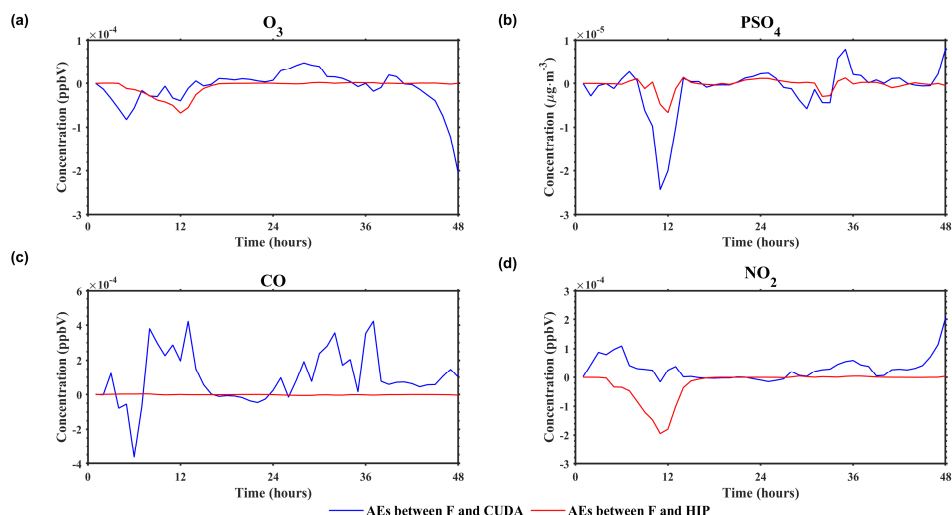 (a)
O3
×10-4
Concentration (ppbV)
1
0
-1
-2
-3
0
12
24
36
48
Time (hours)
(b)
PSO4
×10-5
Concentration (μg·m-3)
1
0
-1
-2
-3
0
12
24
36
48
Time (hours)
(c)
CO
×10-4
Concentration (ppbV)
6
4
2
0
-2
-4
0
12
24
36
48
Time (hours)
(d)
NO2
×10-4
Concentration (ppbV)
3
2
1
0
-1
-2
-3
0
12
24
36
48
Time (hours)
AEs between F and CUDA
AEs between F and HIP